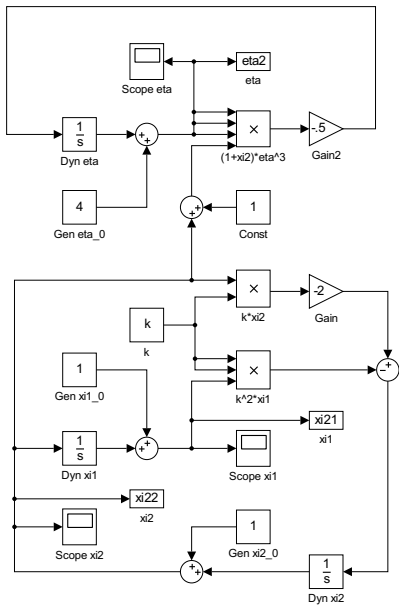 eta2
Scope eta
eta
1
s
Dyn eta
+
+
×
(1+xi2)*eta^3
-.5
Gain2
4
Gen eta_0
+
+
1
Const
×
k*xi2
-2
Gain
k
k
×
k^2*xi1
-
+
1
Gen xi1_0
1
s
Dyn xi1
+
+
xi21
xi1
Scope xi1
xi22
xi2
Scope xi2
1
Gen xi2_0
+
+
1
s
Dyn xi2